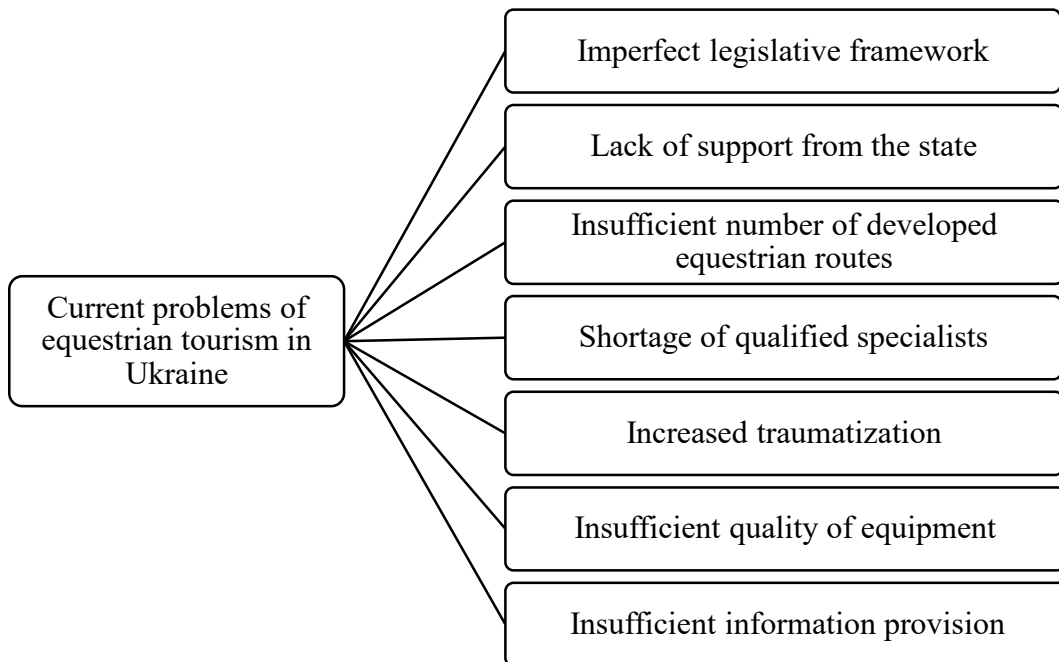 Current problems of
equestrian tourism in
Ukraine
Imperfect legislative framework
Lack of support from the state
Insufficient number of developed
equestrian routes
Shortage of qualified specialists
Increased traumatization
Insufficient quality of equipment
Insufficient information provision